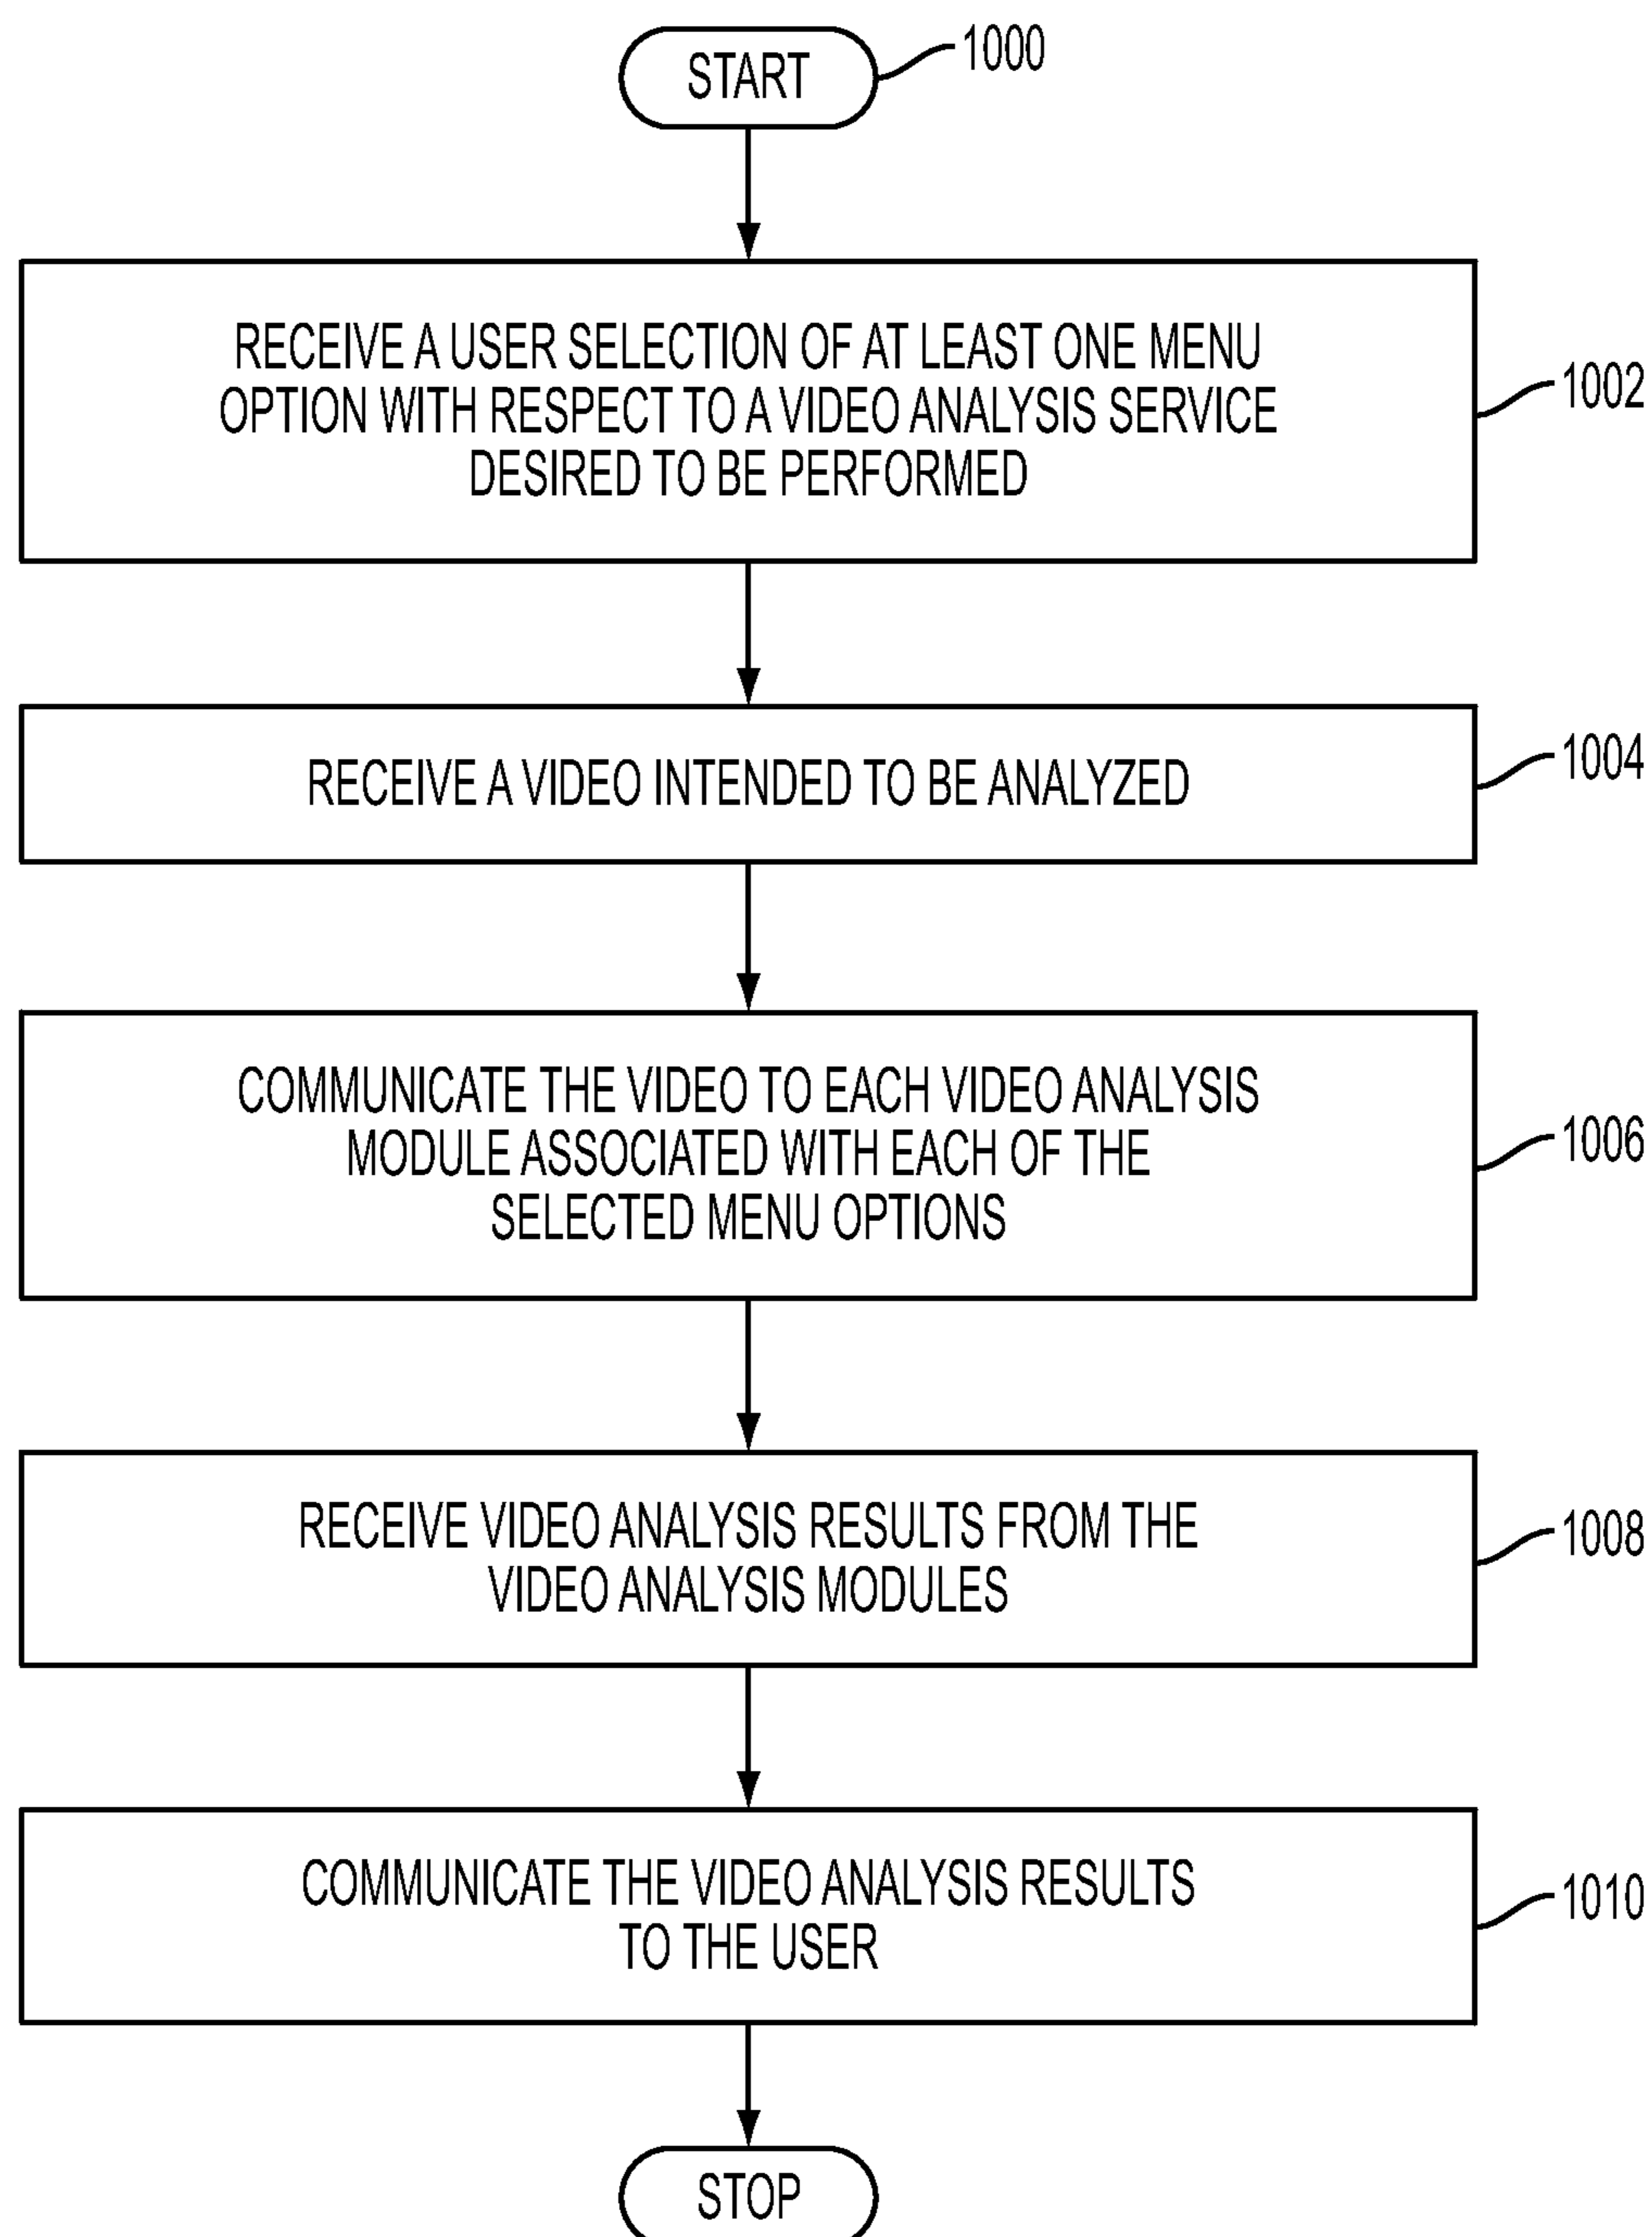 START
1000
RECEIVE A USER SELECTION OF AT LEAST ONE MENU
OPTION WITH RESPECT TO A VIDEO ANALYSIS SERVICE
DESIRED TO BE PERFORMED
1002
RECEIVE A VIDEO INTENDED TO BE ANALYZED
1004
COMMUNICATE THE VIDEO TO EACH VIDEO ANALYSIS
MODULE ASSOCIATED WITH EACH OF THE
SELECTED MENU OPTIONS
1006
RECEIVE VIDEO ANALYSIS RESULTS FROM THE
VIDEO ANALYSIS MODULES
1008
COMMUNICATE THE VIDEO ANALYSIS RESULTS
TO THE USER
1010
STOP